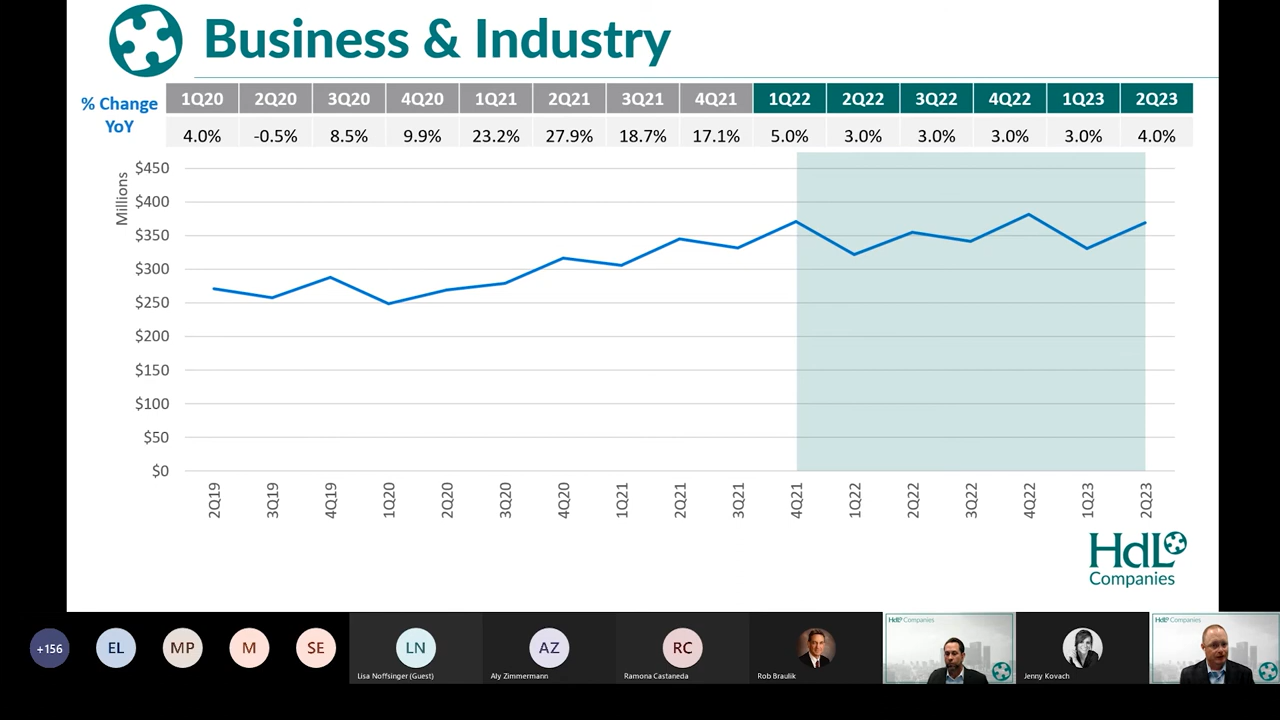 Business & Industry
% Change
YoY
1Q20 2Q20 3Q20 4Q20 1Q21 2Q21 3Q21 4Q21 1Q22 2Q22 3Q22 4Q22 1Q23 2Q23
4.0% -0.5% 8.5% 9.9% 23.2% 27.9% 18.7% 17.1% 5.0% 3.0% 3.0% 3.0% 3.0% 4.0%
Millions
$450
$400
$350
$300
$250
$200
$150
$100
$50
$0
2Q19 3Q19 4Q19 1Q20 2Q20 3Q20 4Q20 1Q21 2Q21 3Q21 4Q21 1Q22 2Q22 3Q22 4Q22 1Q23 2Q23
HdL
Companies
+156 EL MP M SE LN AZ RC
HdL Companies
HdL Companies
Lisa Noffsinger (Guest) Aly Zimmermann Ramona Castaneda Rob Braulik Jenny Kovach